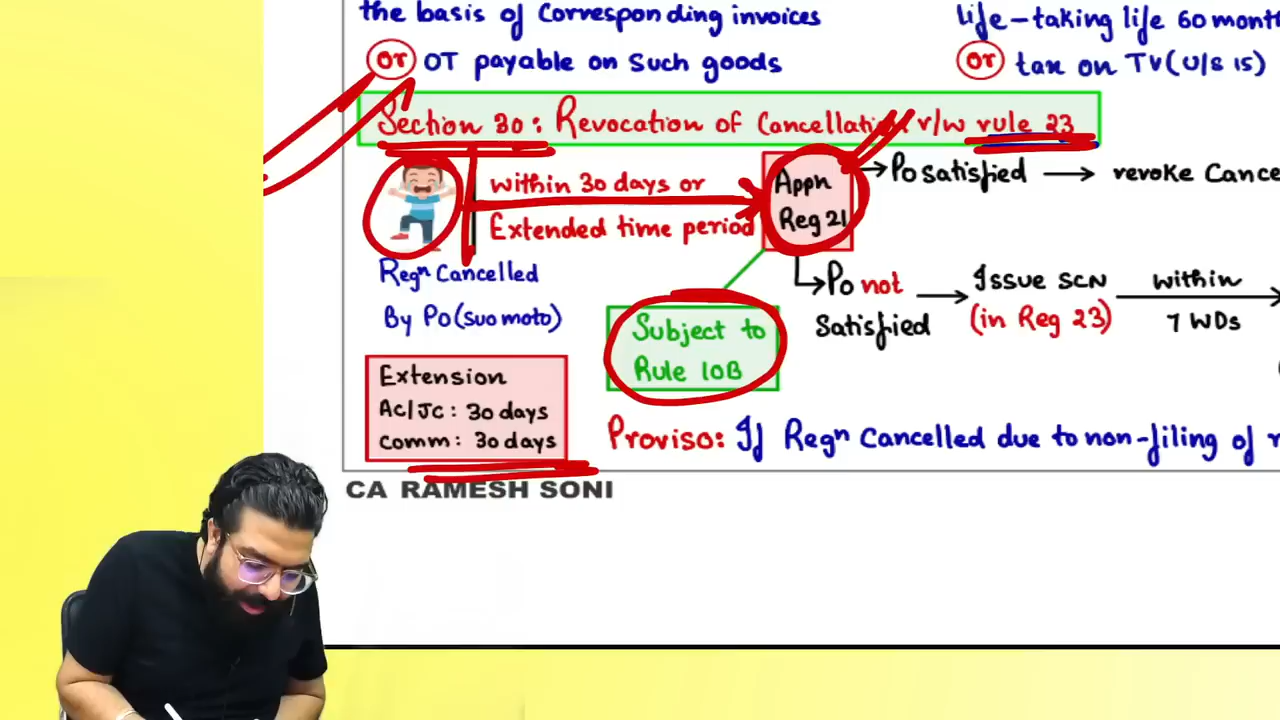 the basis of Corresponding invoices
or OT payable on Such goods
life-taking life 60 month
or tax on TV(U/S 15)
Section 30: Revocation of Cancellation r/w rule 23
within 30 days or
Extended time period
Appn
Reg 21
Po satisfied → revoke Cance
Regn Cancelled
By Po(suo moto)
Subject to
Rule 10B
Po not
Satisfied
Issue SCN
(in Reg 23)
within
7 WDs
Extension
Ac/Jc: 30 days
comm: 30 days
Proviso: If Regn Cancelled due to non-filing of r
CA RAMESH SONI